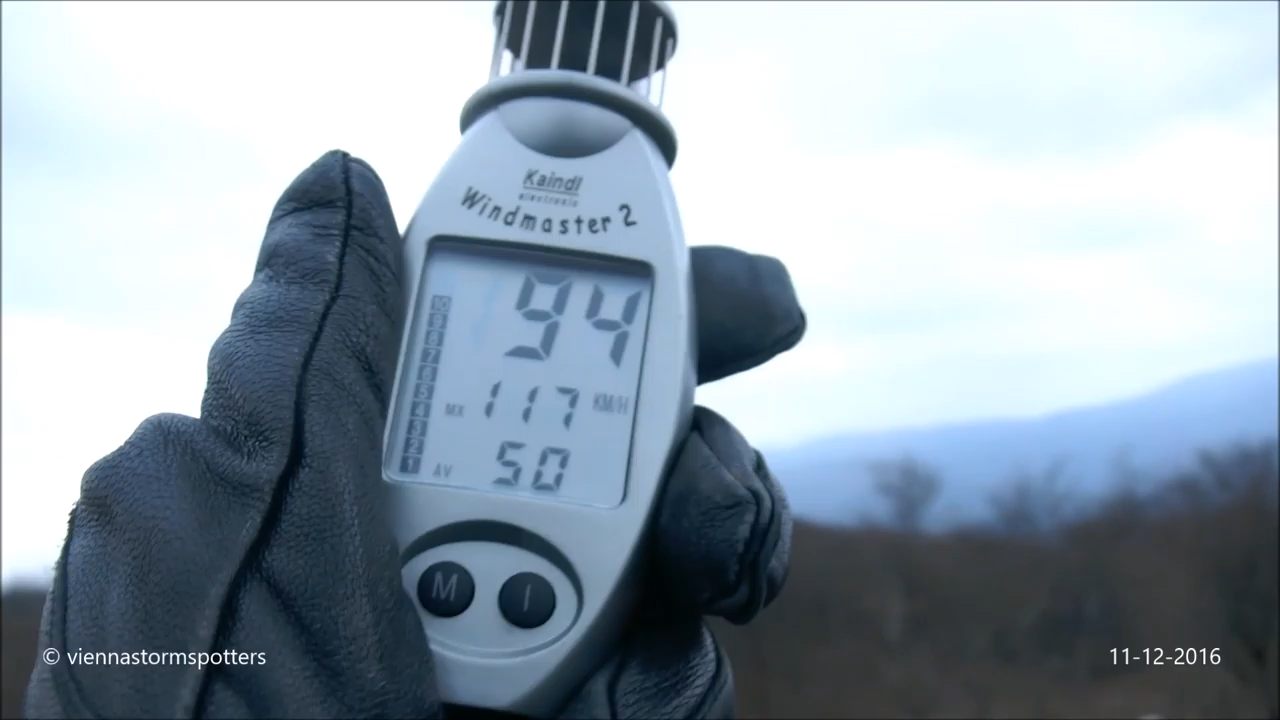 Kaindl
electronic
Windmaster 2
94
10
9
8
7
6
5
4
3
2
1
MX 117 KM/H
AV 50
M I
© viennastormspotters
11-12-2016